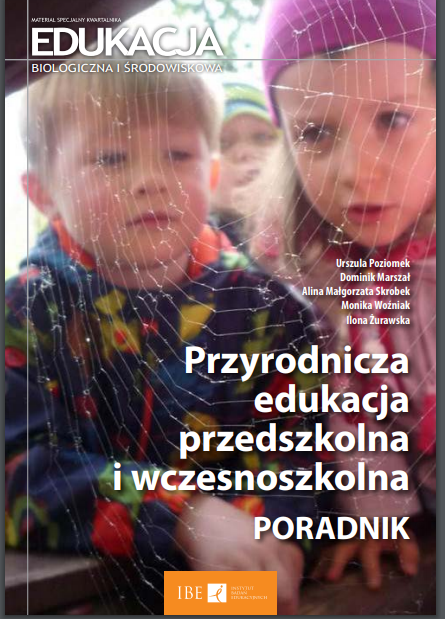 MATERIAŁ SPECJALNY KWARTALNIKA
EDUKACJA
BIOLOGICZNA I ŚRODOWISKOWA
Urszula Poziomek
Dominik Marszał
Alina Małgorzata Skrobek
Monika Woźniak
Ilona Żurawska
Przyrodnicza
edukacja
przedszkolna
i wczesnoszkolna
PORADNIK
IBE
INSTYTUT
BADAŃ
EDUKACYJNYCH